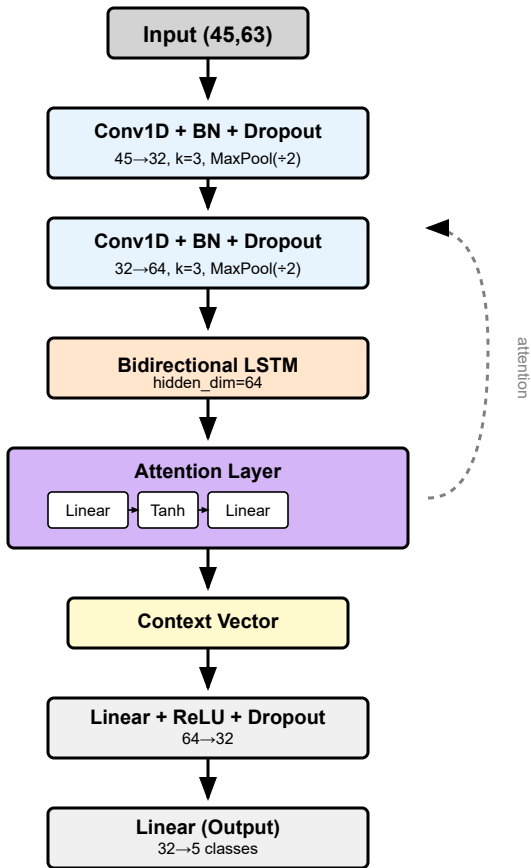 Input (45,63)
Conv1D + BN + Dropout
45→32, k=3, MaxPool(÷2)
Conv1D + BN + Dropout
32→64, k=3, MaxPool(÷2)
Bidirectional LSTM
hidden_dim=64
attention
Attention Layer
Linear Tanh Linear
Context Vector
Linear + ReLU + Dropout
64→32
Linear (Output)
32→5 classes